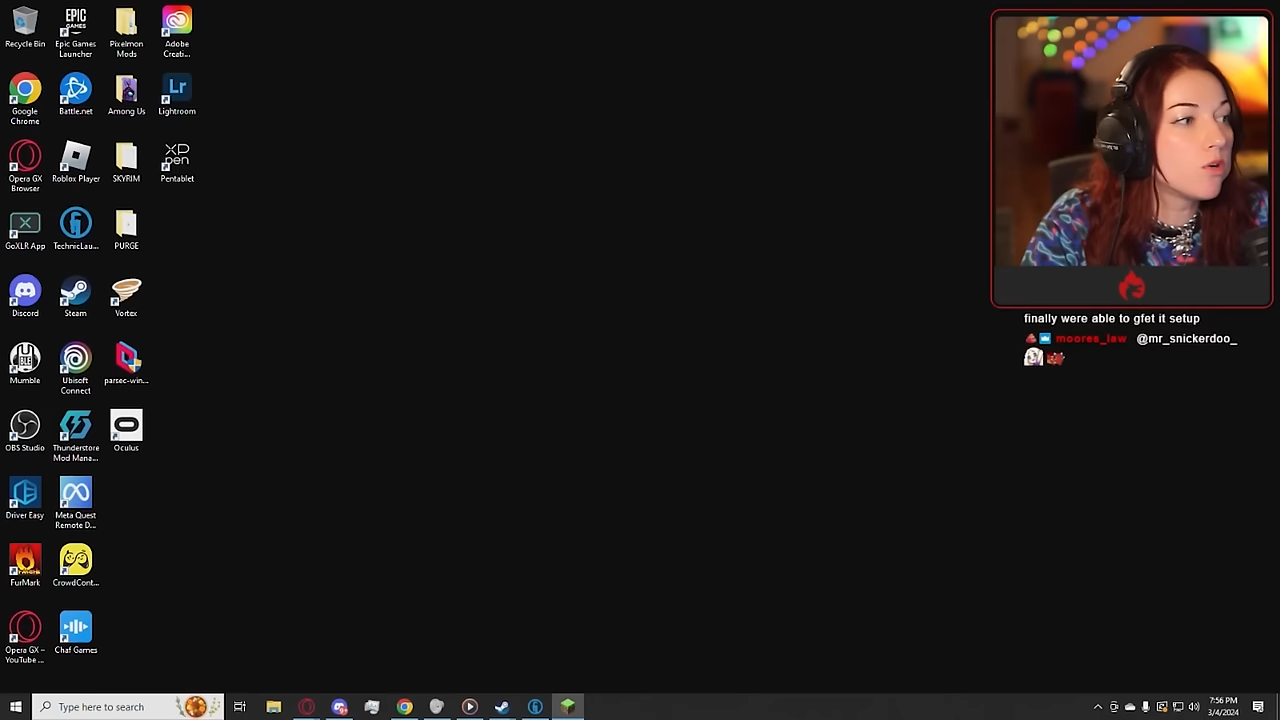 Recycle Bin
Epic Games
Launcher
Pixelmon
Mods
Adobe
Creati...
Google
Chrome
Battle.net
Among Us
Lightroom
Opera GX
Browser
Roblox Player
SKYRIM
Pentablet
GoXLR App
TechnicLau...
PURGE
Discord
Steam
Vortex
Mumble
Ubisoft
Connect
parsec-win...
OBS Studio
Thunderstore
Mod Mana...
Oculus
Driver Easy
Meta Quest
Remote D...
FurMark
CrowdCont...
Opera GX –
YouTube ...
Chaf Games
EPIC
GAMES
Lr
XP
pen
finally were able to gfet it setup
moores_law @mr_snickerdoo_
Type here to search
7:56 PM
3/4/2024